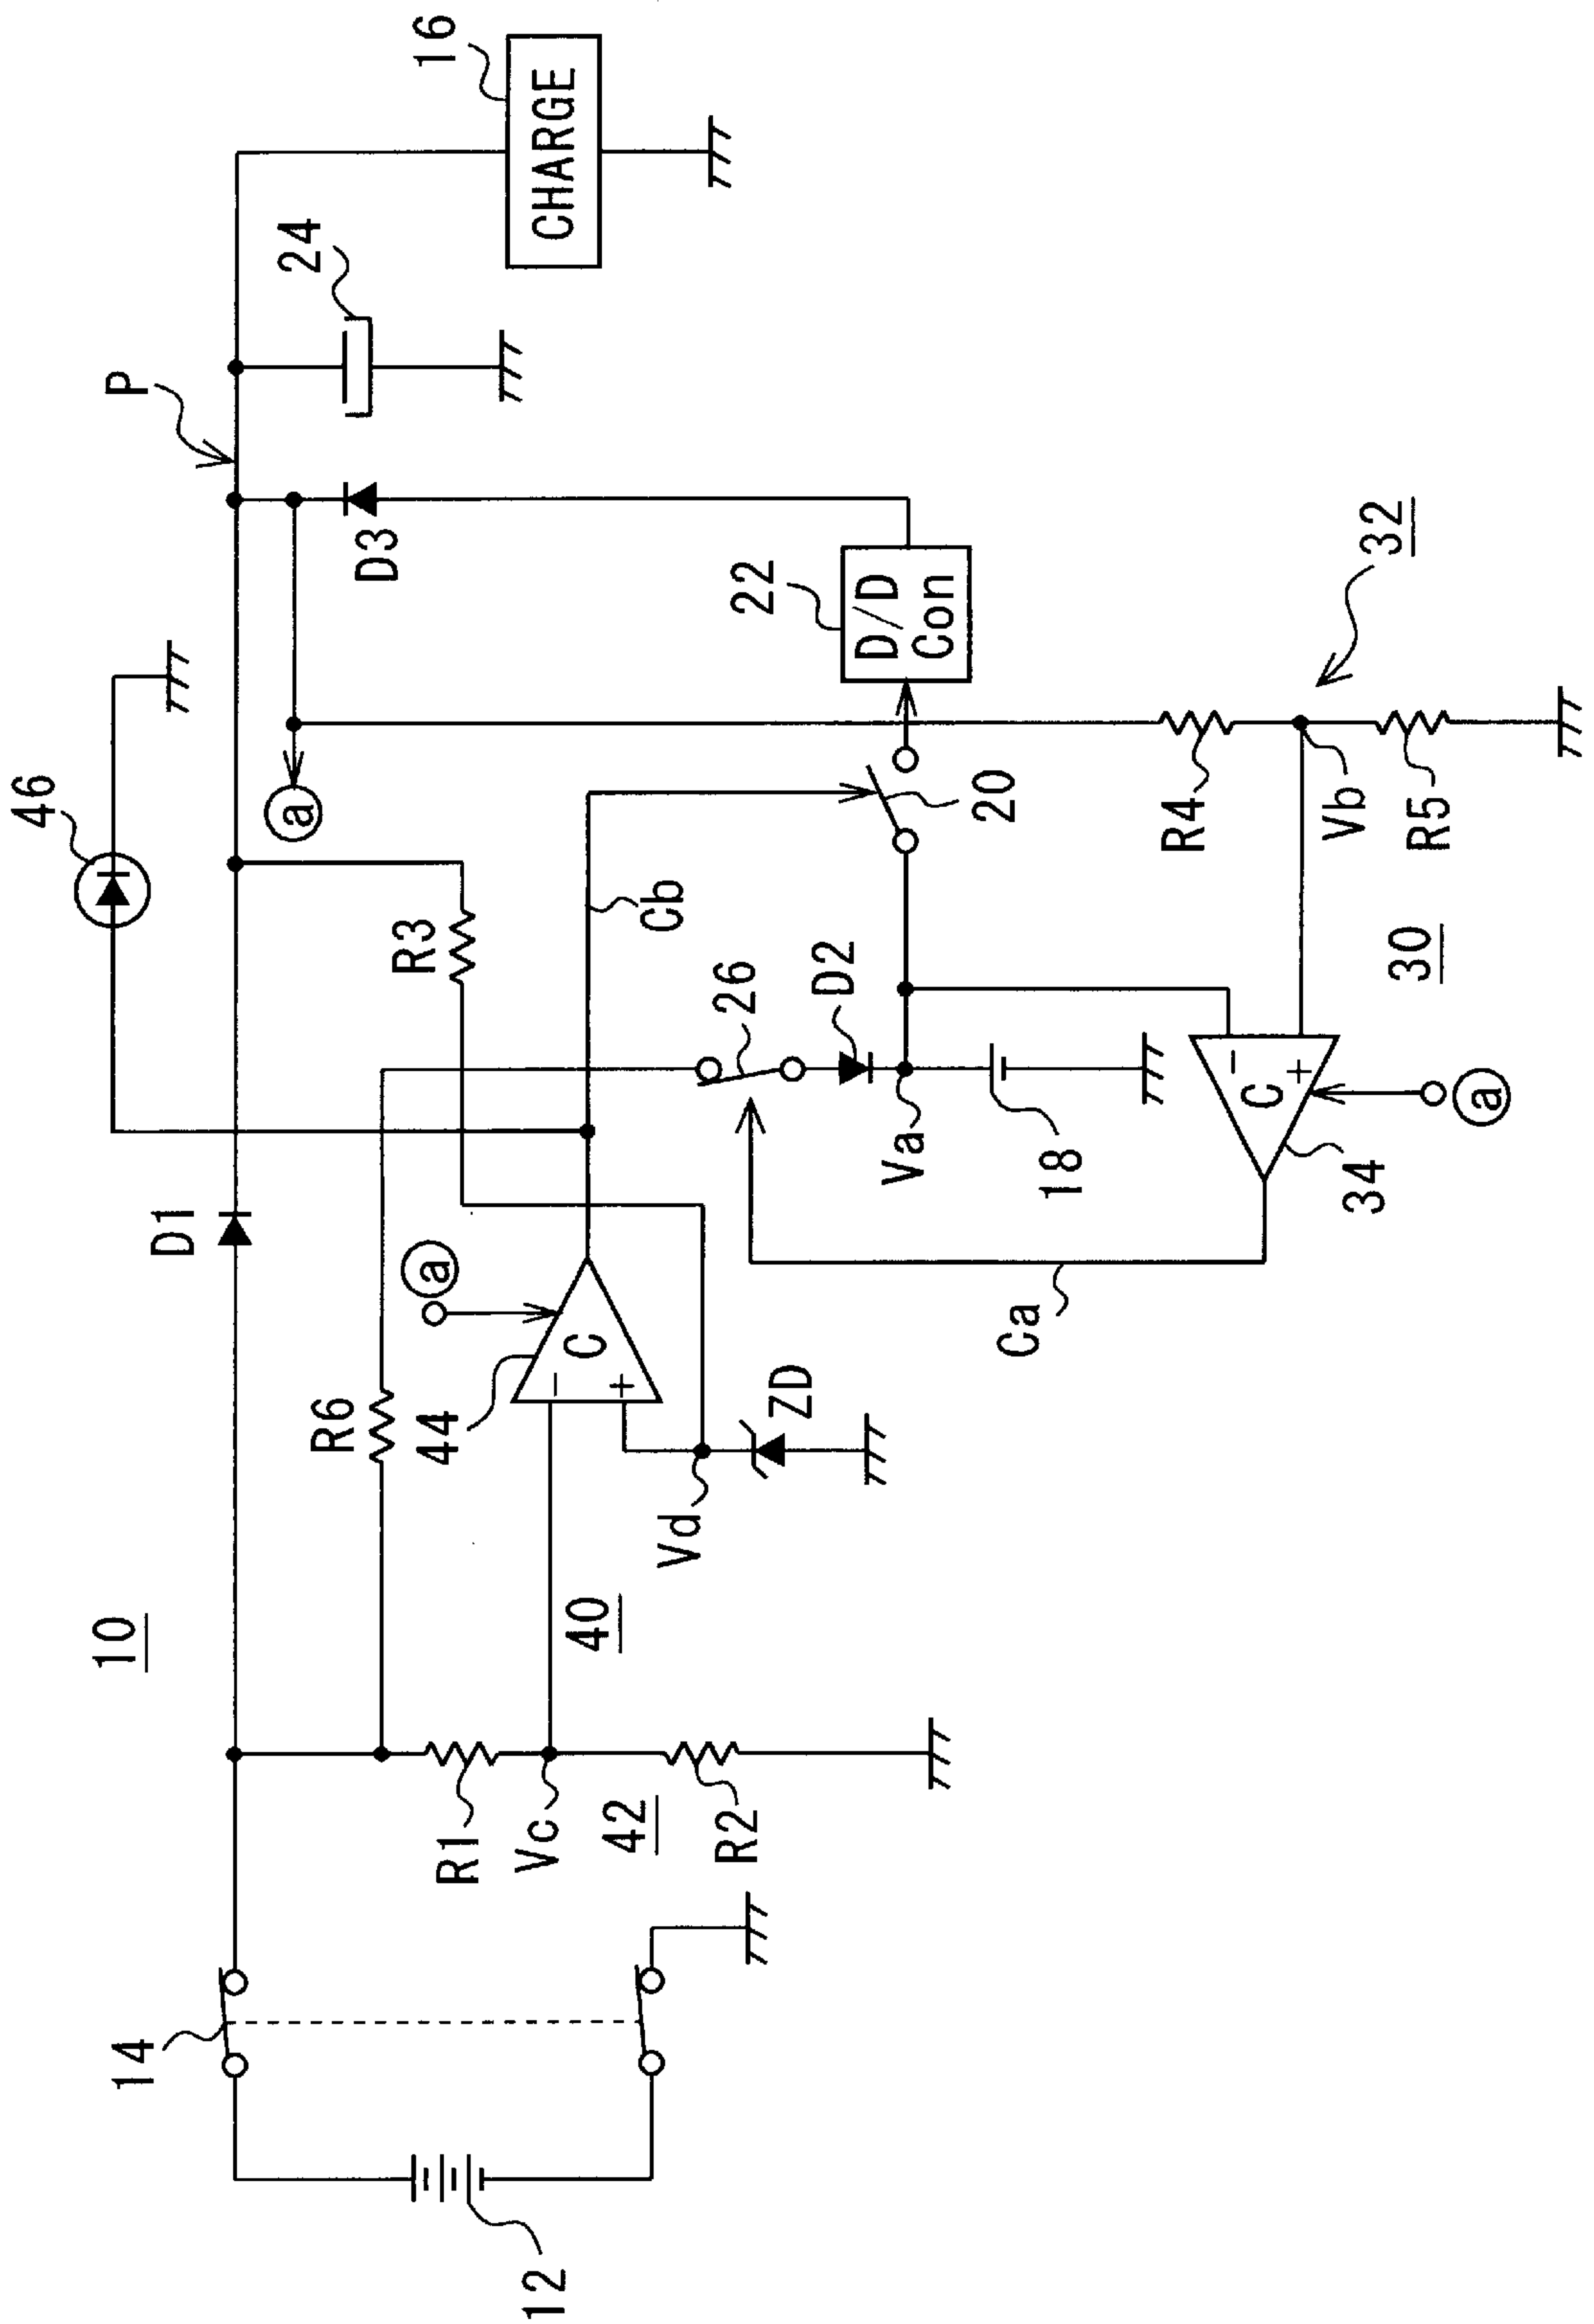 10
14
12
D1
46
P
24
16
CHARGE
R6
a
R3
a
D3
R1
Vc
42
R2
40
44
C
-
+
Vd
ZD
Cb
26
D2
20
22
D/D
Con
Va
18
Ca
34
C
-
+
a
30
R4
Vb
R5
32